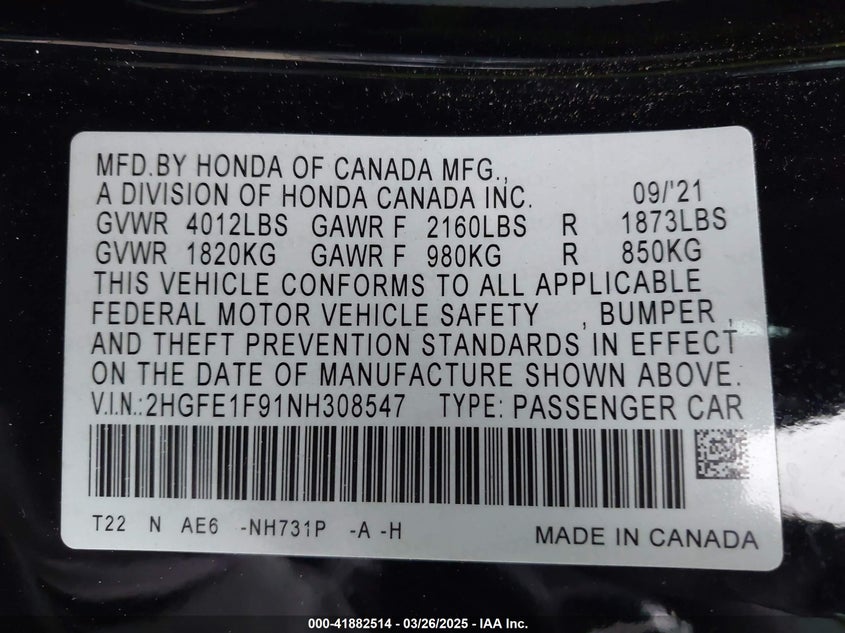 MFD.BY HONDA OF CANADA MFG.,
A DIVISION OF HONDA CANADA INC. 09/'21
GVWR 4012LBS GAWR F 2160LBS R 1873LBS
GVWR 1820KG GAWR F 980KG R 850KG
THIS VEHICLE CONFORMS TO ALL APPLICABLE
FEDERAL MOTOR VEHICLE SAFETY , BUMPER ,
AND THEFT PREVENTION STANDARDS IN EFFECT
ON THE DATE OF MANUFACTURE SHOWN ABOVE.
V.I.N.:2HGFE1F91NH308547 TYPE: PASSENGER CAR
T22 N AE6 -NH731P -A -H MADE IN CANADA
000-41882514 - 03/26/2025 - IAA Inc.